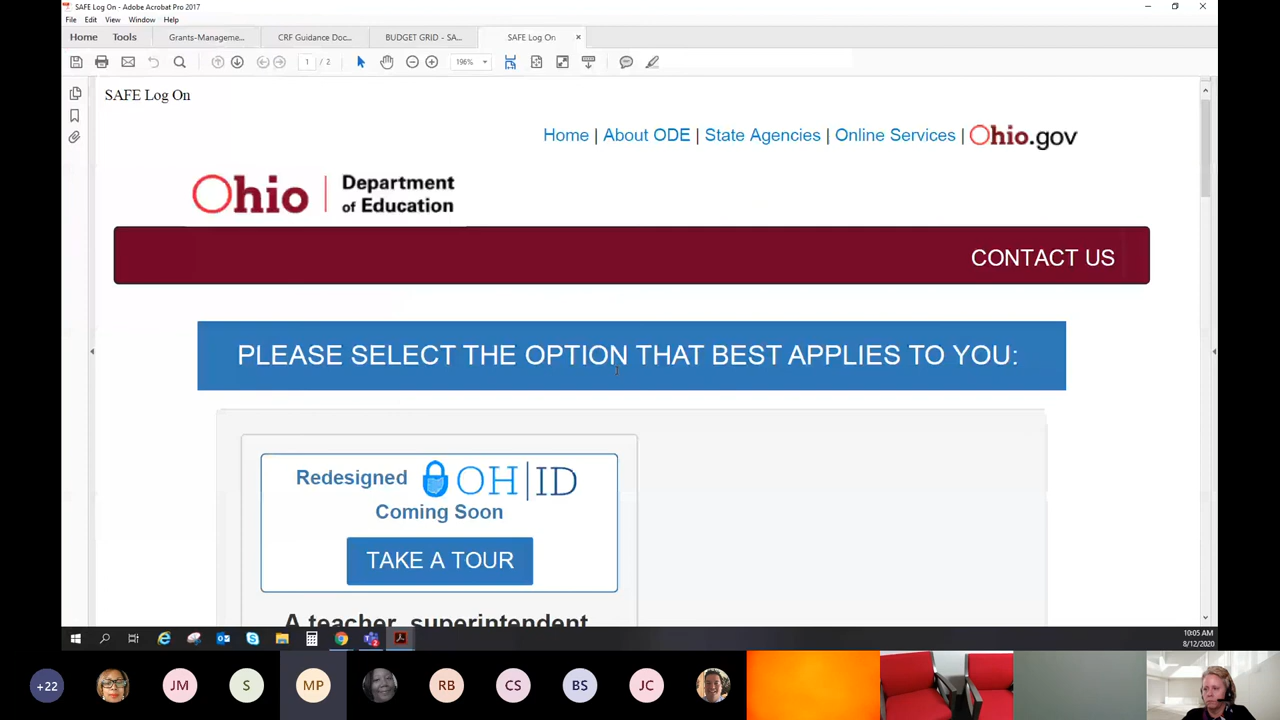 SAFE Log On - Adobe Acrobat Pro 2017
File Edit View Window Help
Home Tools Grants-Manageme... CRF Guidance Doc... BUDGET GRID - SA... SAFE Log On ×
1 / 2 196%
SAFE Log On
Home | About ODE | State Agencies | Online Services | Ohio.gov
Ohio | Department
of Education
CONTACT US
PLEASE SELECT THE OPTION THAT BEST APPLIES TO YOU:
Redesigned OH|ID
Coming Soon
TAKE A TOUR
A teacher, superintendent
10:05 AM
8/12/2020
+22 JM S MP RB CS BS JC